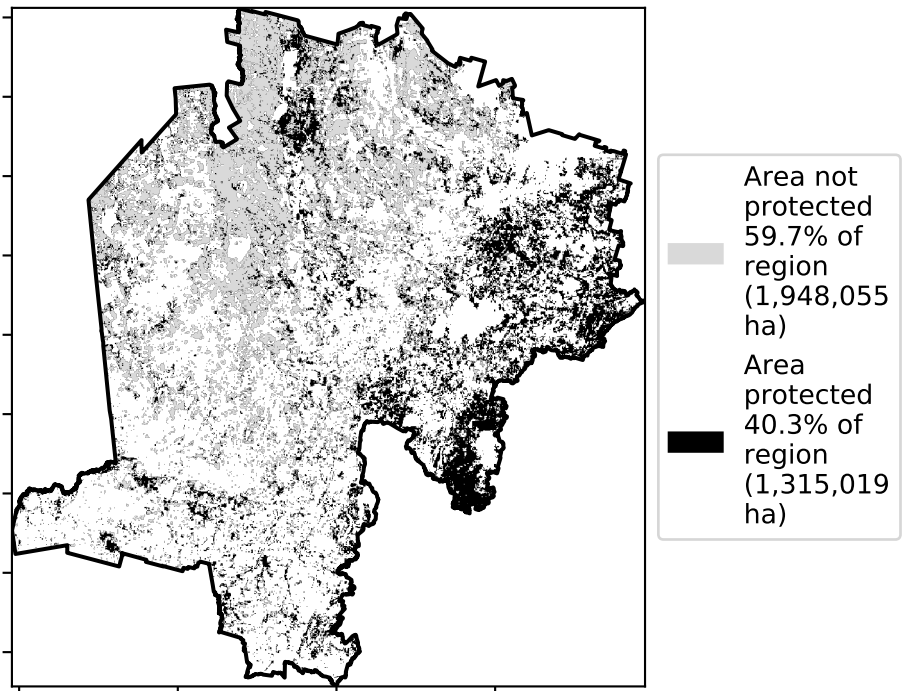 Area not
protected
59.7% of
region
(1,948,055
ha)
Area
protected
40.3% of
region
(1,315,019
ha)